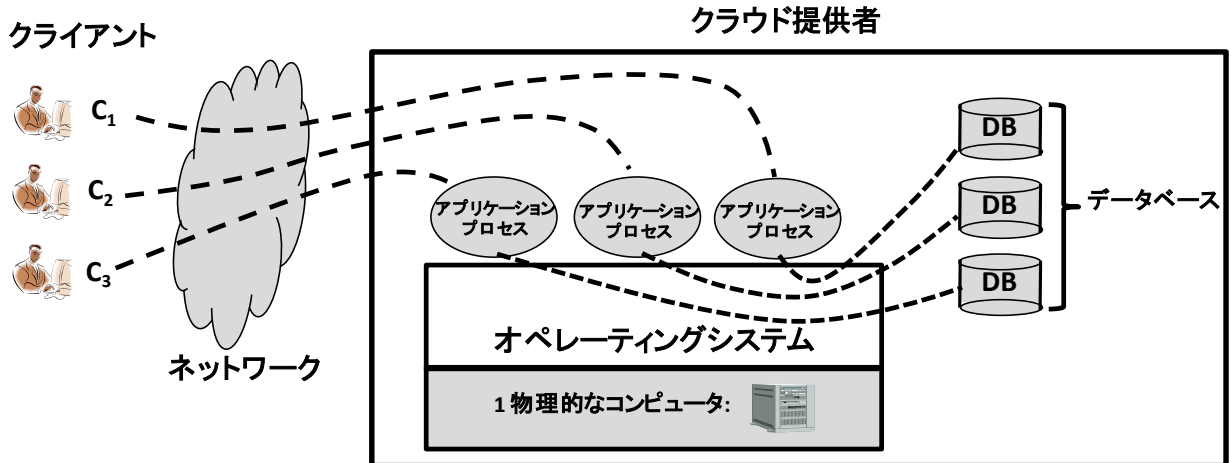 クラウド提供者
クライアント
C1
C2
C3
ネットワーク
アプリケーション
プロセス
アプリケーション
プロセス
アプリケーション
プロセス
オペレーティングシステム
1 物理的なコンピュータ:
DB
DB
DB
データベース